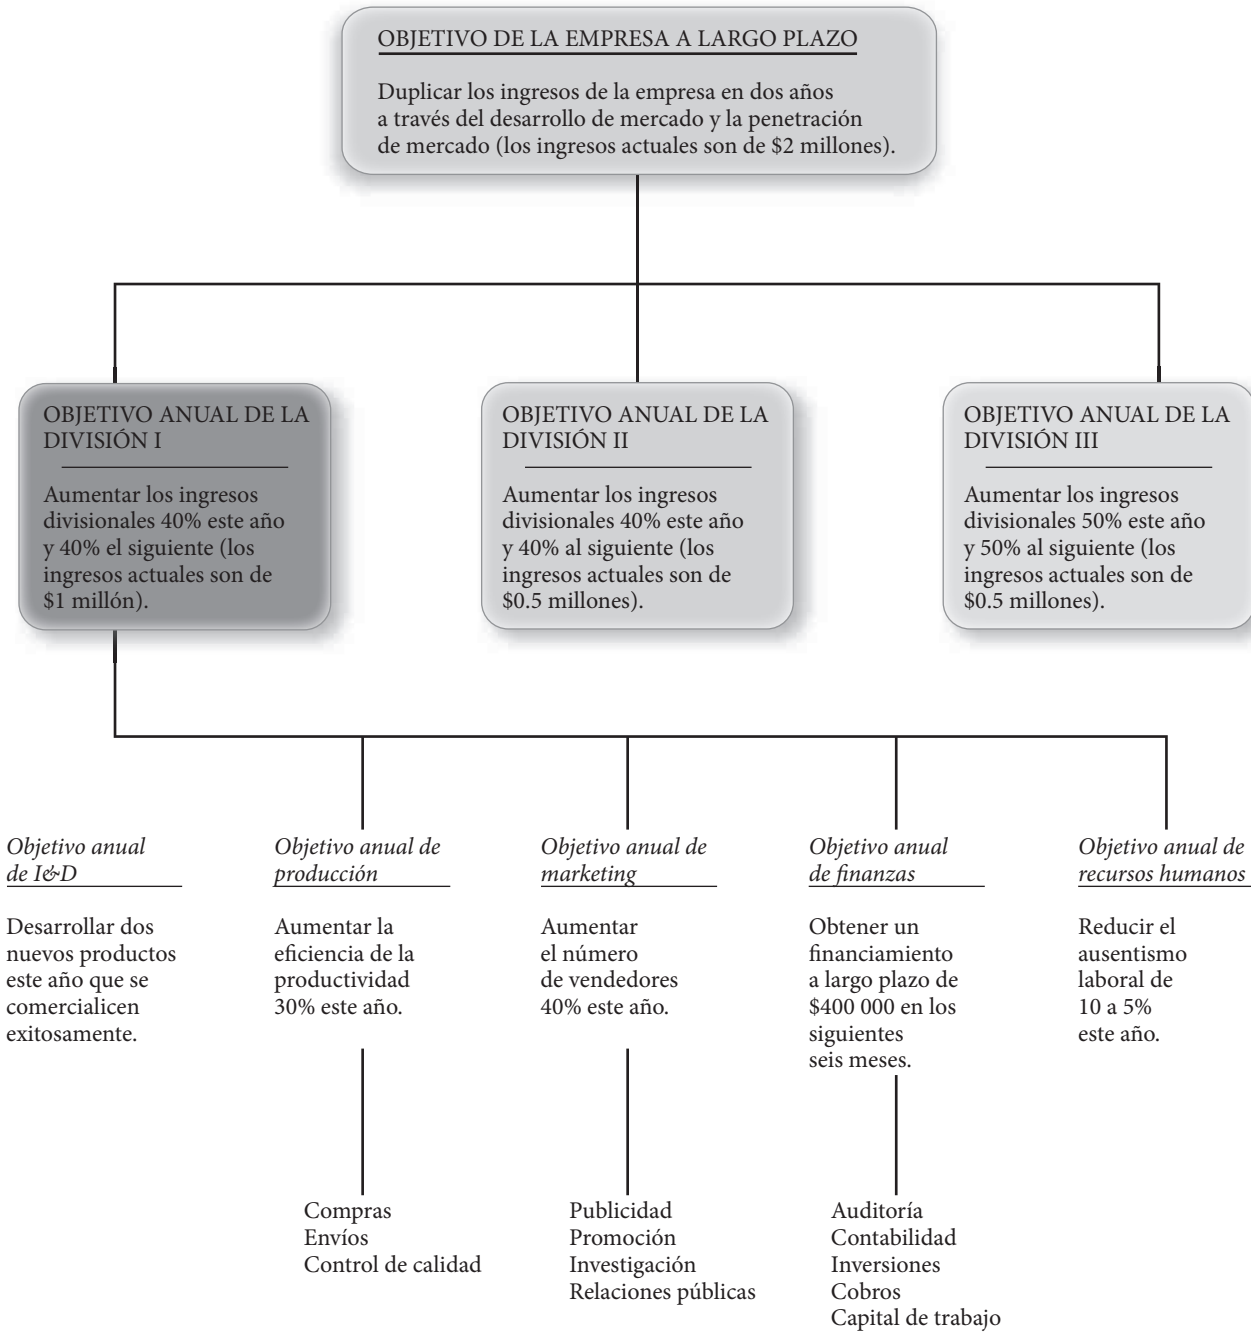 OBJETIVO DE LA EMPRESA A LARGO PLAZO
Duplicar los ingresos de la empresa en dos años
a través del desarrollo de mercado y la penetración
de mercado (los ingresos actuales son de $2 millones).
OBJETIVO ANUAL DE LA
DIVISIÓN I
Aumentar los ingresos
divisionales 40% este año
y 40% el siguiente (los
ingresos actuales son de
$1 millón).
OBJETIVO ANUAL DE LA
DIVISIÓN II
Aumentar los ingresos
divisionales 40% este año
y 40% al siguiente (los
ingresos actuales son de
$0.5 millones).
OBJETIVO ANUAL DE LA
DIVISIÓN III
Aumentar los ingresos
divisionales 50% este año
y 50% al siguiente (los
ingresos actuales son de
$0.5 millones).
Objetivo anual
de I&D
Desarrollar dos
nuevos productos
este año que se
comercialicen
exitosamente.
Objetivo anual de
producción
Aumentar la
eficiencia de la
productividad
30% este año.
Compras
Envíos
Control de calidad
Objetivo anual de
marketing
Aumentar
el número
de vendedores
40% este año.
Publicidad
Promoción
Investigación
Relaciones públicas
Objetivo anual
de finanzas
Obtener un
financiamiento
a largo plazo de
$400 000 en los
siguientes
seis meses.
Auditoría
Contabilidad
Inversiones
Cobros
Capital de trabajo
Objetivo anual de
recursos humanos
Reducir el
ausentismo
laboral de
10 a 5%
este año.